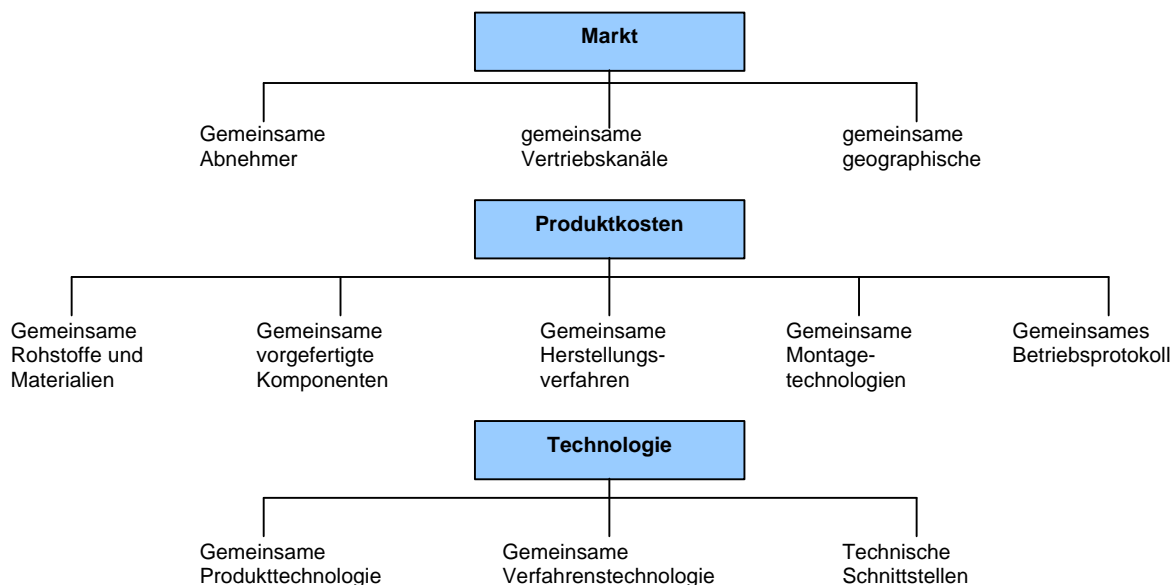 Markt
Gemeinsame
Abnehmer
gemeinsame
Vertriebskanäle
gemeinsame
geographische
Produktkosten
Gemeinsame
Rohstoffe und
Materialien
Gemeinsame
vorgefertigte
Komponenten
Gemeinsame
Herstellungs-
verfahren
Gemeinsame
Montage-
technologien
Gemeinsames
Betriebsprotokoll
Technologie
Gemeinsame
Produkttechnologie
Gemeinsame
Verfahrenstechnologie
Technische
Schnittstellen